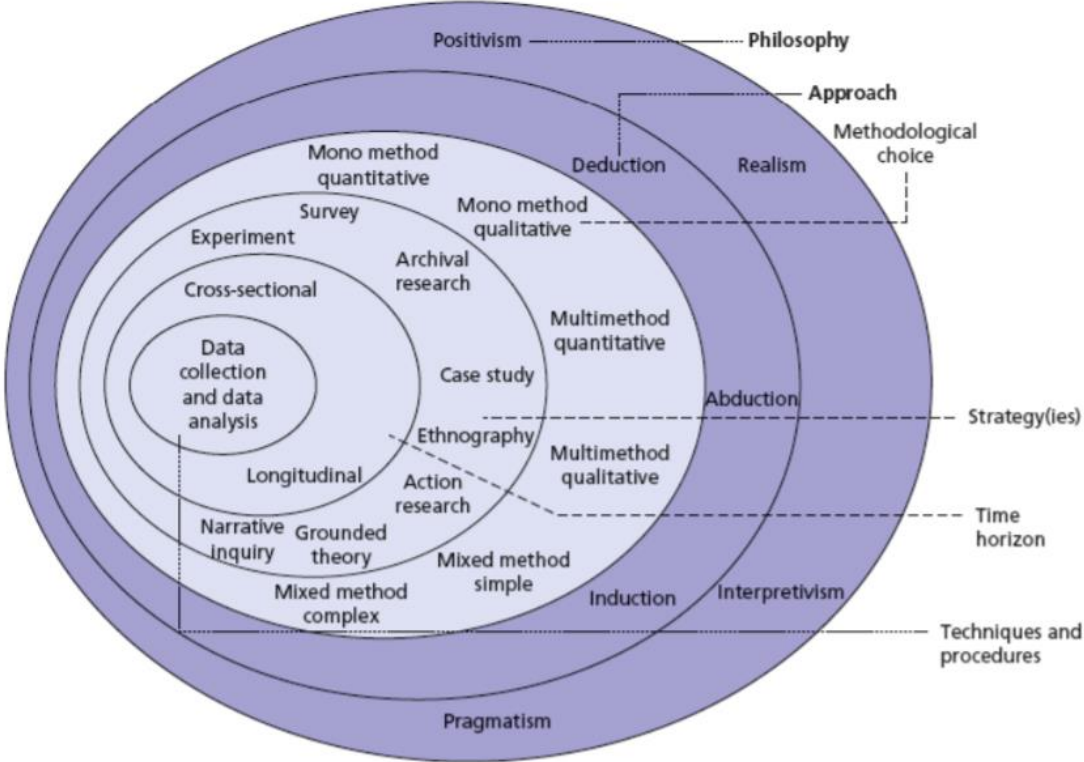 Positivism
Philosophy
Approach
Methodological
choice
Mono method
quantitative
Deduction
Realism
Survey
Mono method
qualitative
Experiment
Archival
research
Cross-sectional
Multimethod
quantitative
Data
collection
and data
analysis
Case study
Abduction
Strategy(ies)
Ethnography
Multimethod
qualitative
Longitudinal
Action
research
Time
horizon
Narrative
inquiry
Grounded
theory
Mixed method
simple
Mixed method
complex
Induction
Interpretivism
Techniques and
procedures
Pragmatism